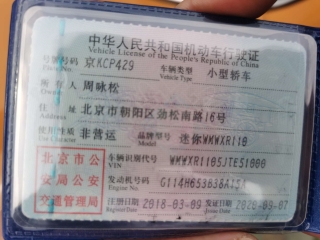 中华人民共和国机动车行驶证
Vehicle License of the People's Republic of China
号牌号码 京KCP429 车辆类型 小型轿车
Plate No. Vehicle Type
所有人 周咏松
Owner
住址 北京市朝阳区劲松南路16号
Address
使用性质 非营运 品牌型号 迷你WMWXR110
Use Character Model
北京市公安局公安交通管理局
车辆识别代号 WMWXR1105JTE51000
VIN
发动机号码
Engine No.
注册日期 2018-03-09 发证日期
Register Date Issue Date